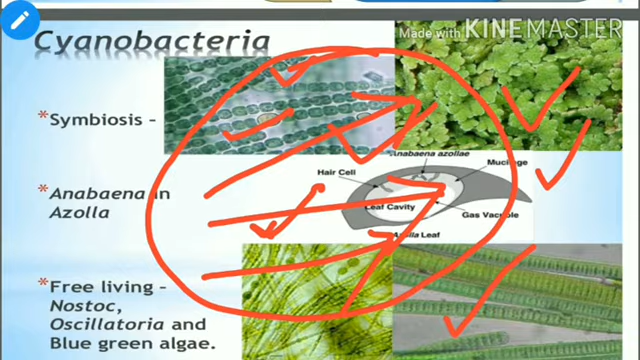 Made with KINEMASTER
Cyanobacteria
* Symbiosis -
* Anabaena in
Azolla
* Free living -
Nostoc,
Oscillatoria and
Blue green algae.
Anabaena azollae
Hair Cell
Mucinge
Leaf Cavity
Gas Vacuole
Azolla Leaf